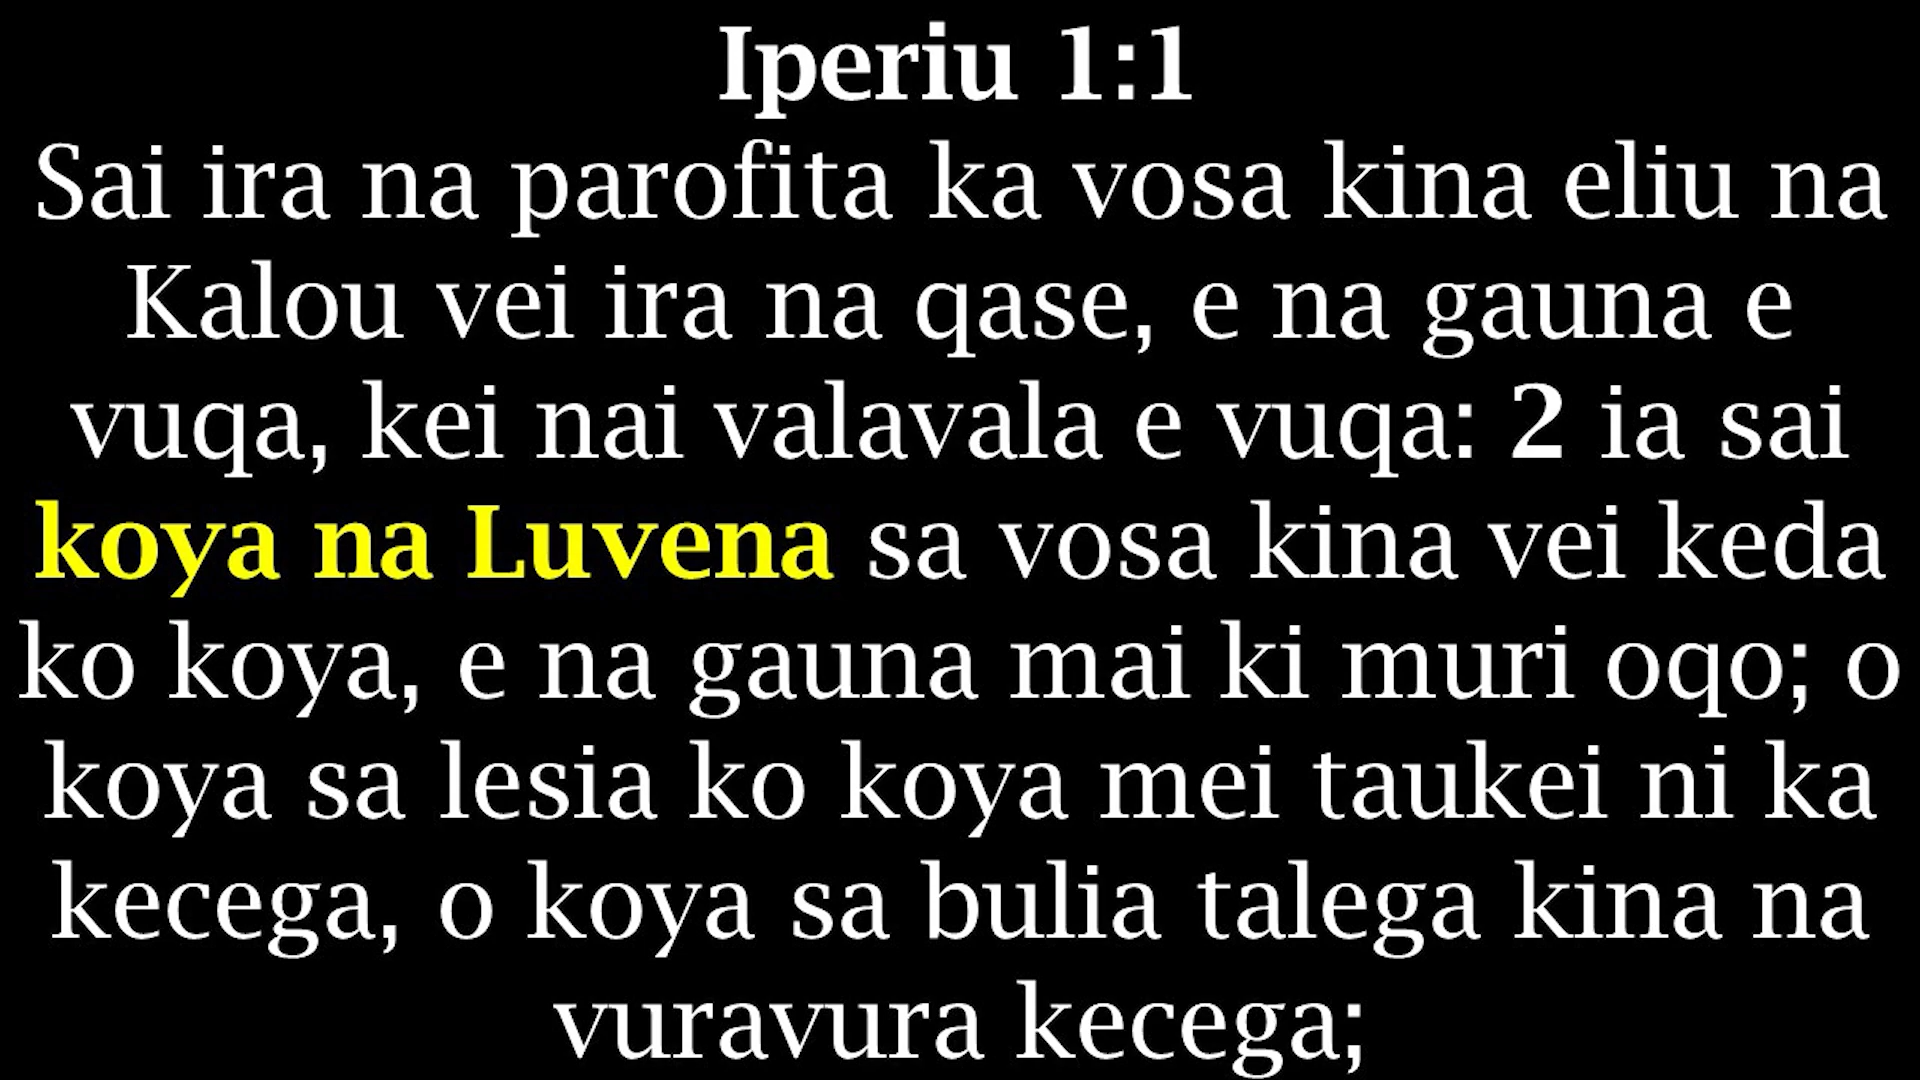 Iperiu 1:1
Sai ira na parofita ka vosa kina eliu na
Kalou vei ira na qase, e na gauna e
vuqa, kei nai valavala e vuqa: 2 ia sai
koya na Luvena sa vosa kina vei keda
ko koya, e na gauna mai ki muri oqo; o
koya sa lesia ko koya mei taukei ni ka
kecega, o koya sa bulia talega kina na
vuravura kecega;